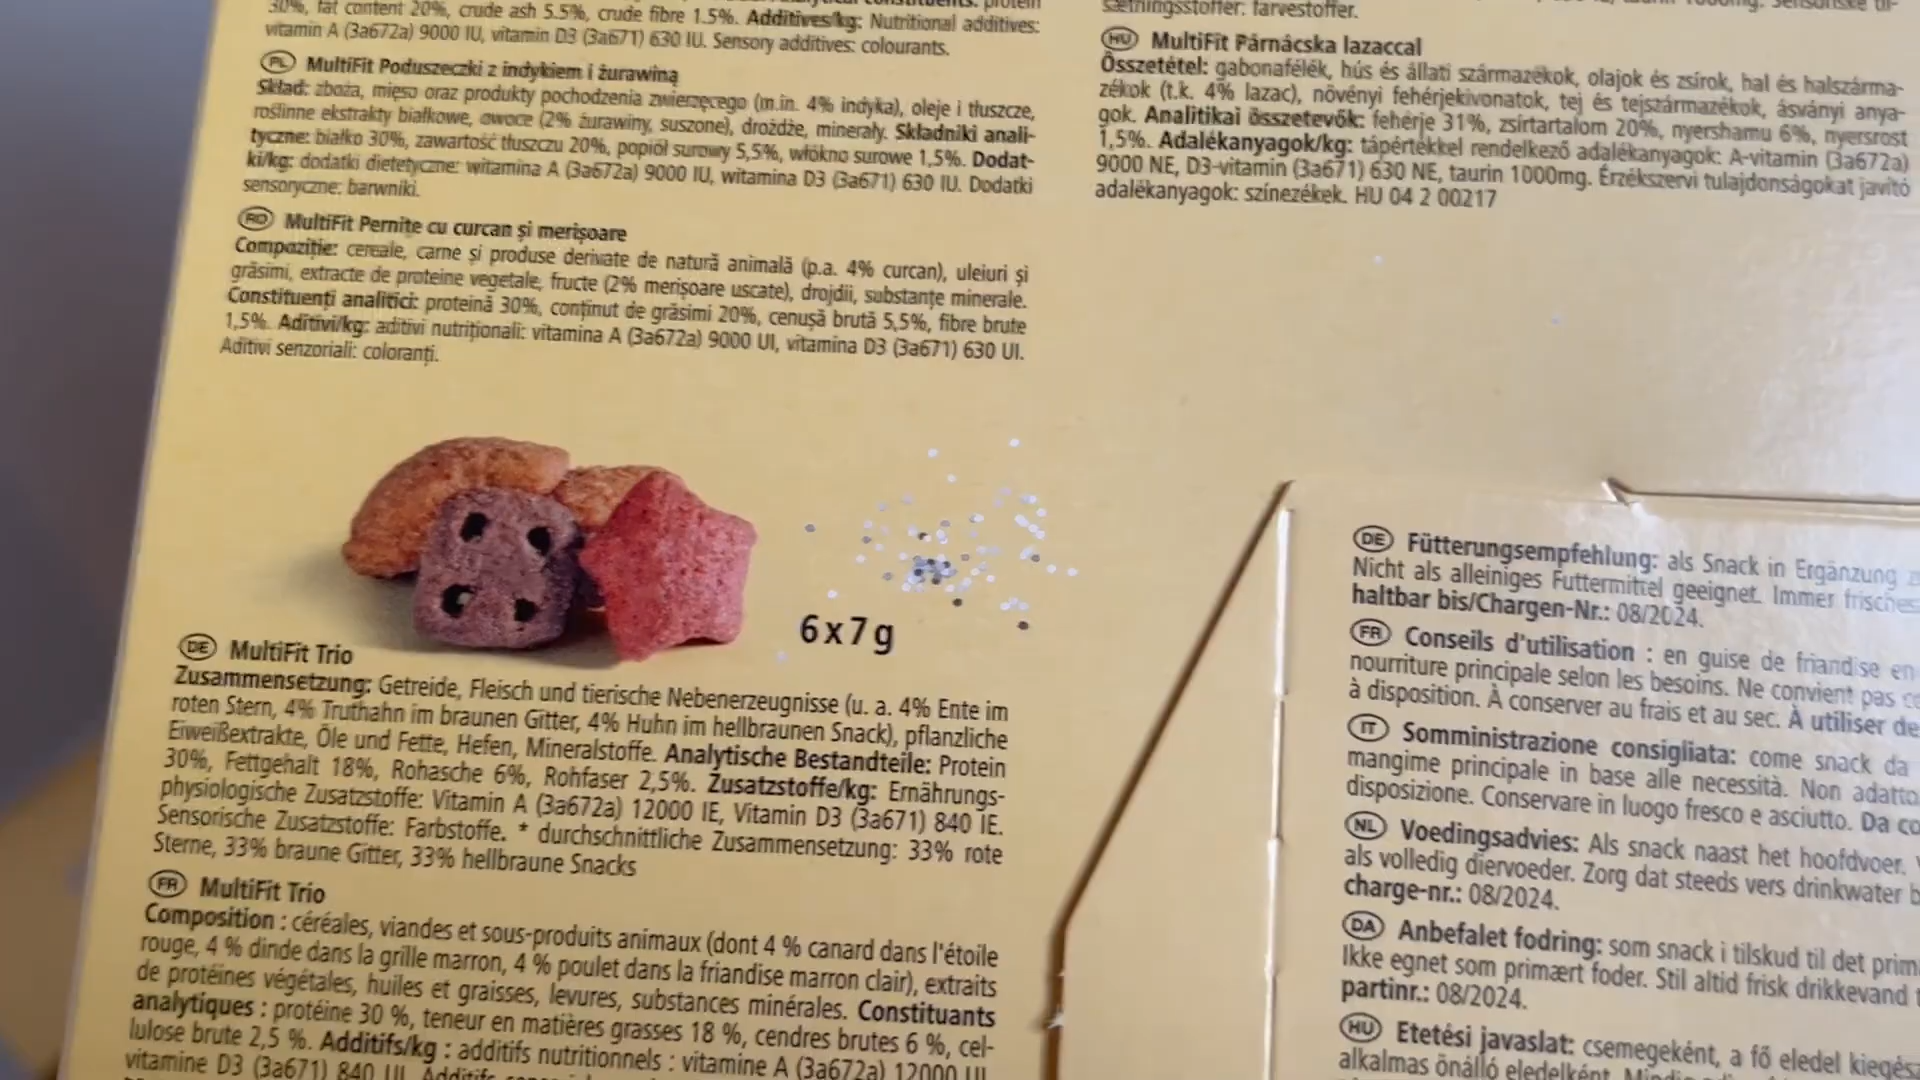 30%, fat content 20%, crude ash 5.5%, crude fibre 1.5%. Additives/kg: Nutritional additives:
vitamin A (3a672a) 9000 IU, vitamin D3 (3a671) 630 IU. Sensory additives: colourants.
PL MultiFit Poduszeczki z indykiem i żurawiną
Skład: zboża, mięso oraz produkty pochodzenia zwierzęcego (m.in. 4% indyka), oleje i tłuszcze,
roślinne ekstrakty białkowe, owoce (2% żurawiny, suszone), drożdże, minerały. Składniki anali-
tyczne: białko 30%, zawartość tłuszczu 20%, popiół surowy 5,5%, włókno surowe 1,5%. Dodat-
ki/kg: dodatki dietetyczne: witamina A (3a672a) 9000 IU, witamina D3 (3a671) 630 IU. Dodatki
sensoryczne: barwniki.
RO MultiFit Pernițe cu curcan și merișoare
Compoziție: cereale, carne și produse derivate de natură animală (p.a. 4% curcan), uleiuri și
grăsimi, extracte de proteine vegetale, fructe (2% merișoare uscate), drojdii, substanțe minerale.
Constituenți analitici: proteină 30%, conținut de grăsimi 20%, cenușă brută 5,5%, fibre brute
1,5%. Aditivi/kg: aditivi nutriționali: vitamina A (3a672a) 9000 UI, vitamina D3 (3a671) 630 UI.
Aditivi senzoriali: coloranți.
6 x 7 g
DE MultiFit Trio
Zusammensetzung: Getreide, Fleisch und tierische Nebenerzeugnisse (u. a. 4% Ente im
roten Stern, 4% Truthahn im braunen Gitter, 4% Huhn im hellbraunen Snack), pflanzliche
Eiweißextrakte, Öle und Fette, Hefen, Mineralstoffe. Analytische Bestandteile: Protein
30%, Fettgehalt 18%, Rohasche 6%, Rohfaser 2,5%. Zusatzstoffe/kg: Ernährungs-
physiologische Zusatzstoffe: Vitamin A (3a672a) 12000 IE, Vitamin D3 (3a671) 840 IE.
Sensorische Zusatzstoffe: Farbstoffe. * durchschnittliche Zusammensetzung: 33% rote
Sterne, 33% braune Gitter, 33% hellbraune Snacks
FR MultiFit Trio
Composition : céréales, viandes et sous-produits animaux (dont 4 % canard dans l'étoile
rouge, 4 % dinde dans la grille marron, 4 % poulet dans la friandise marron clair), extraits
de protéines végétales, huiles et graisses, levures, substances minérales. Constituants
analytiques : protéine 30 %, teneur en matières grasses 18 %, cendres brutes 6 %, cel-
lulose brute 2,5 %. Additifs/kg : additifs nutritionnels : vitamine A (3a672a) 12000 UI,
vitamine D3 (3a671) 840 UI. Additifs
sætningsstoffer: farvestoffer.
HU MultiFit Párnácska lazaccal
Összetétel: gabonafélék, hús és állati származékok, olajok és zsírok, hal és halszárma-
zékok (t.k. 4% lazac), növényi fehérjekivonatok, tej és tejszármazékok, ásványi anya-
gok. Analitikai összetevők: fehérje 31%, zsírtartalom 20%, nyershamu 6%, nyersrost
1,5%. Adalékanyagok/kg: tápértékkel rendelkező adalékanyagok: A-vitamin (3a672a)
9000 NE, D3-vitamin (3a671) 630 NE, taurin 1000mg. Érzékszervi tulajdonságokat javító
adalékanyagok: színezékek. HU 04 2 00217
DE Fütterungsempfehlung: als Snack in Ergänzung
Nicht als alleiniges Futtermittel geeignet. Immer frisches
haltbar bis/Chargen-Nr.: 08/2024.
FR Conseils d'utilisation : en guise de friandise en
nourriture principale selon les besoins. Ne convient pas
à disposition. À conserver au frais et au sec. À utiliser de
IT Somministrazione consigliata: come snack da
mangime principale in base alle necessità. Non
disposizione. Conservare in luogo fresco e asciutto. Da
NL Voedingsadvies: Als snack naast het hoofdvoer.
als volledig diervoeder. Zorg dat steeds vers drinkwater
charge-nr.: 08/2024.
DA Anbefalet fodring: som snack i tilskud til det
Ikke egnet som primært foder. Stil altid frisk drikkevand
partinr.: 08/2024.
HU Etetési javaslat: csemegeként, a fő eledel
alkalmas önálló eledelként.